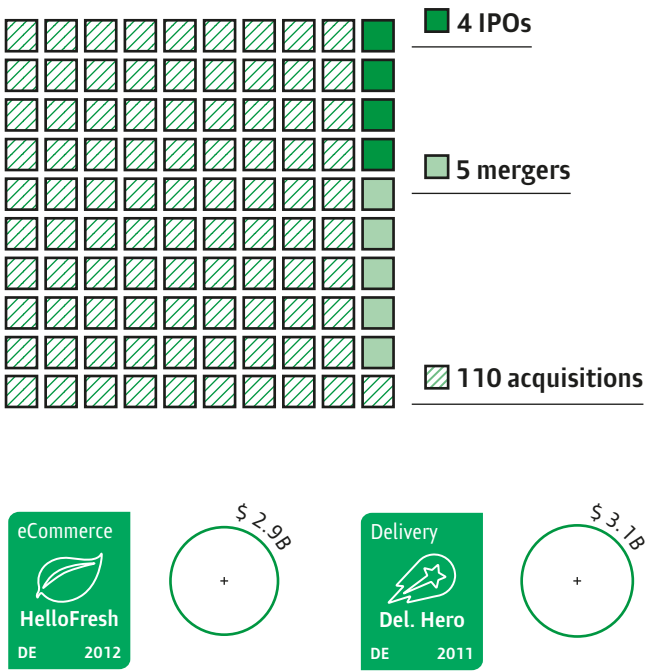 4 IPOs
5 mergers
110 acquisitions
eCommerce
HelloFresh
DE 2012
$ 2.9B
Delivery
Del. Hero
DE 2011
$ 3.1B